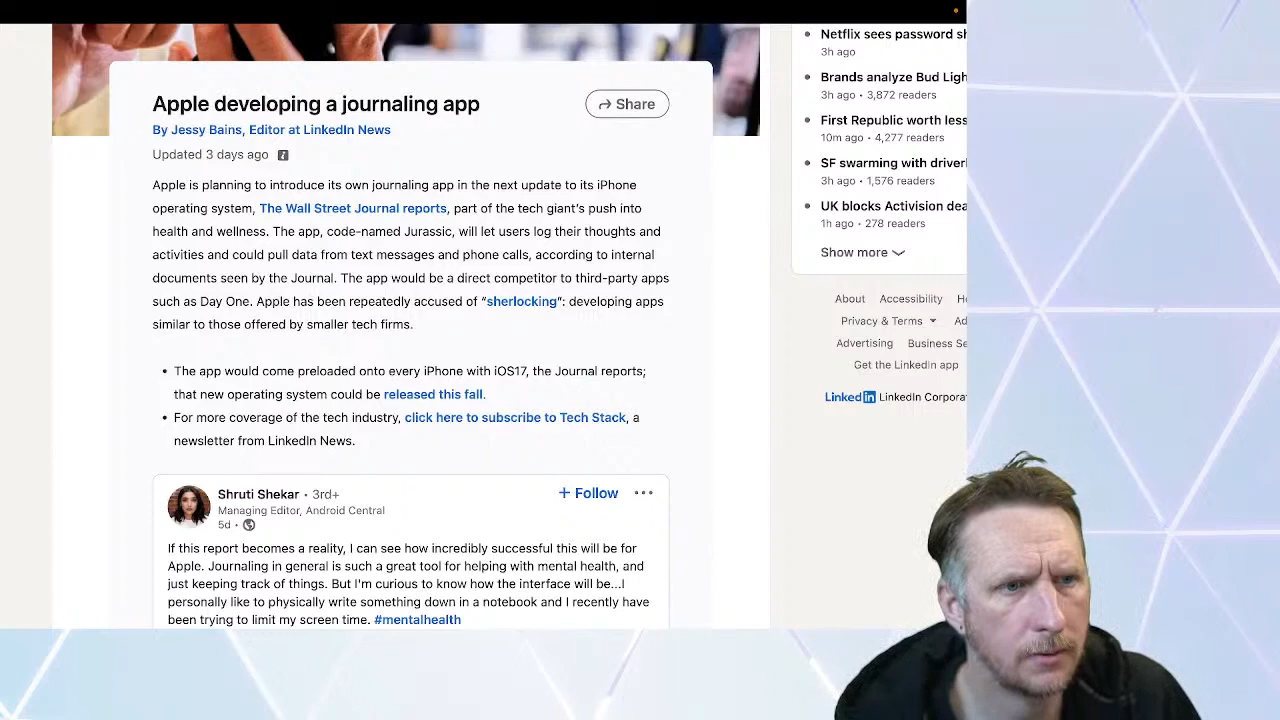 Apple developing a journaling app
Share
By Jessy Bains, Editor at LinkedIn News
Updated 3 days ago
Apple is planning to introduce its own journaling app in the next update to its iPhone
operating system, The Wall Street Journal reports, part of the tech giant's push into
health and wellness. The app, code-named Jurassic, will let users log their thoughts and
activities and could pull data from text messages and phone calls, according to internal
documents seen by the Journal. The app would be a direct competitor to third-party apps
such as Day One. Apple has been repeatedly accused of “sherlocking”: developing apps
similar to those offered by smaller tech firms.
• The app would come preloaded onto every iPhone with iOS17, the Journal reports;
that new operating system could be released this fall.
• For more coverage of the tech industry, click here to subscribe to Tech Stack, a
newsletter from LinkedIn News.
Shruti Shekar • 3rd+
+ Follow
Managing Editor, Android Central
5d •
If this report becomes a reality, I can see how incredibly successful this will be for
Apple. Journaling in general is such a great tool for helping with mental health, and
just keeping track of things. But I'm curious to know how the interface will be...I
personally like to physically write something down in a notebook and I recently have
been trying to limit my screen time. #mentalhealth
Netflix sees password sh
3h ago
Brands analyze Bud Ligh
3h ago • 3,872 readers
First Republic worth less
10m ago • 4,277 readers
SF swarming with driverl
3h ago • 1,576 readers
UK blocks Activision dea
1h ago • 278 readers
Show more
About Accessibility He
Privacy & Terms Ad
Advertising Business Se
Get the LinkedIn app
LinkedIn LinkedIn Corpora